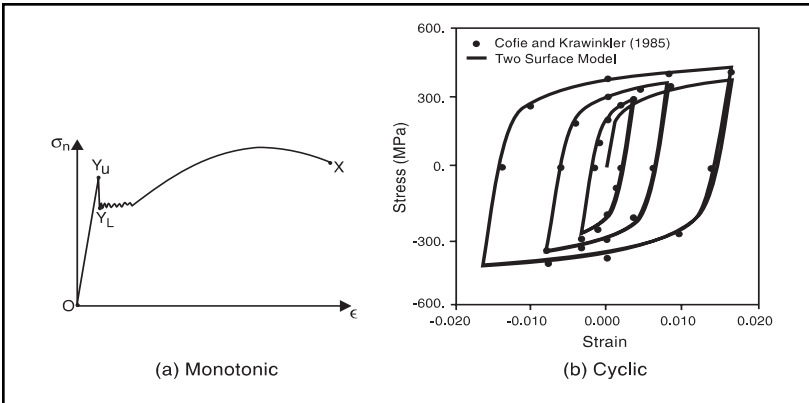 σn
Yu
YL
X
O
ϵ
(a) Monotonic
600.
300.
0.
-300.
-600.
Stress (MPa)
Cofie and Krawinkler (1985)
Two Surface Model
-0.020
-0.010
0.000
0.010
0.020
Strain
(b) Cyclic